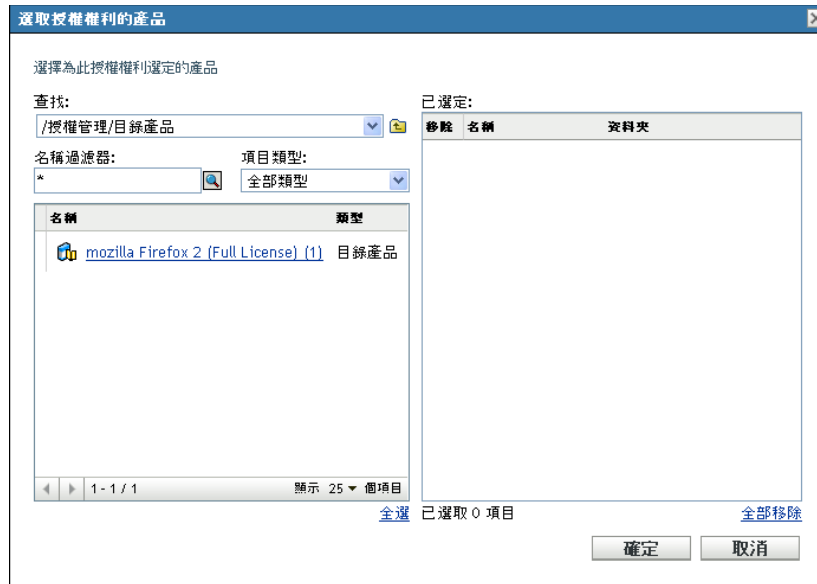 選取授權權利的產品
選擇為此授權權利選定的產品
查找:
/授權管理/目錄產品
名稱過濾器:
項目類型:
*
全部類型
名稱
類型
mozilla Firefox 2 (Full License) (1)
目錄產品
1 - 1 / 1
顯示 25 個項目
全選
已選定:
移除 名稱 資料夾
已選取 0 項目
全部移除
確定
取消